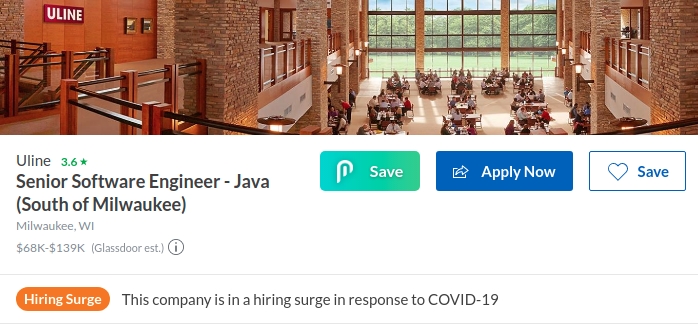 ULINE
Uline 3.6 ★
Save
Apply Now
Save
Senior Software Engineer - Java
(South of Milwaukee)
Milwaukee, WI
$68K-$139K (Glassdoor est.) i
Hiring Surge This company is in a hiring surge in response to COVID-19